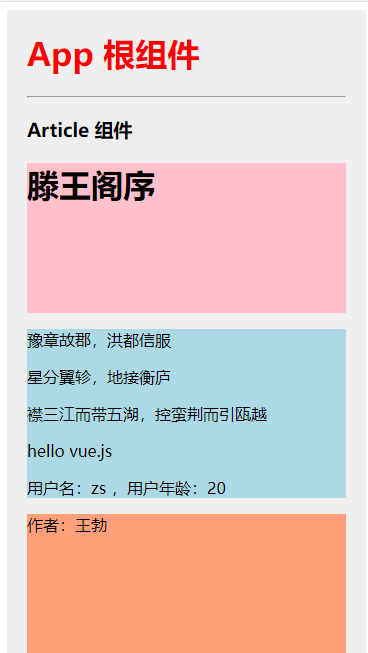 App 根组件
Article 组件
滕王阁序
豫章故郡，洪都信服
星分翼轸，地接衡庐
襟三江而带五湖，控蛮荆而引瓯越
hello vue.js
用户名：zs ，用户年龄：20
作者：王勃